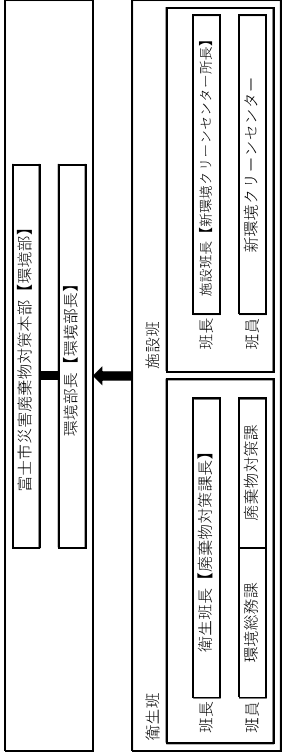 富士市災害廃棄物対策本部【環境部】
環境部長【環境部長】
衛生班
班長
衛生班長【廃棄物対策課長】
班員
環境総務課
廃棄物対策課
施設班
班長
施設班長【新環境クリーンセンター所長】
班員
新環境クリーンセンター